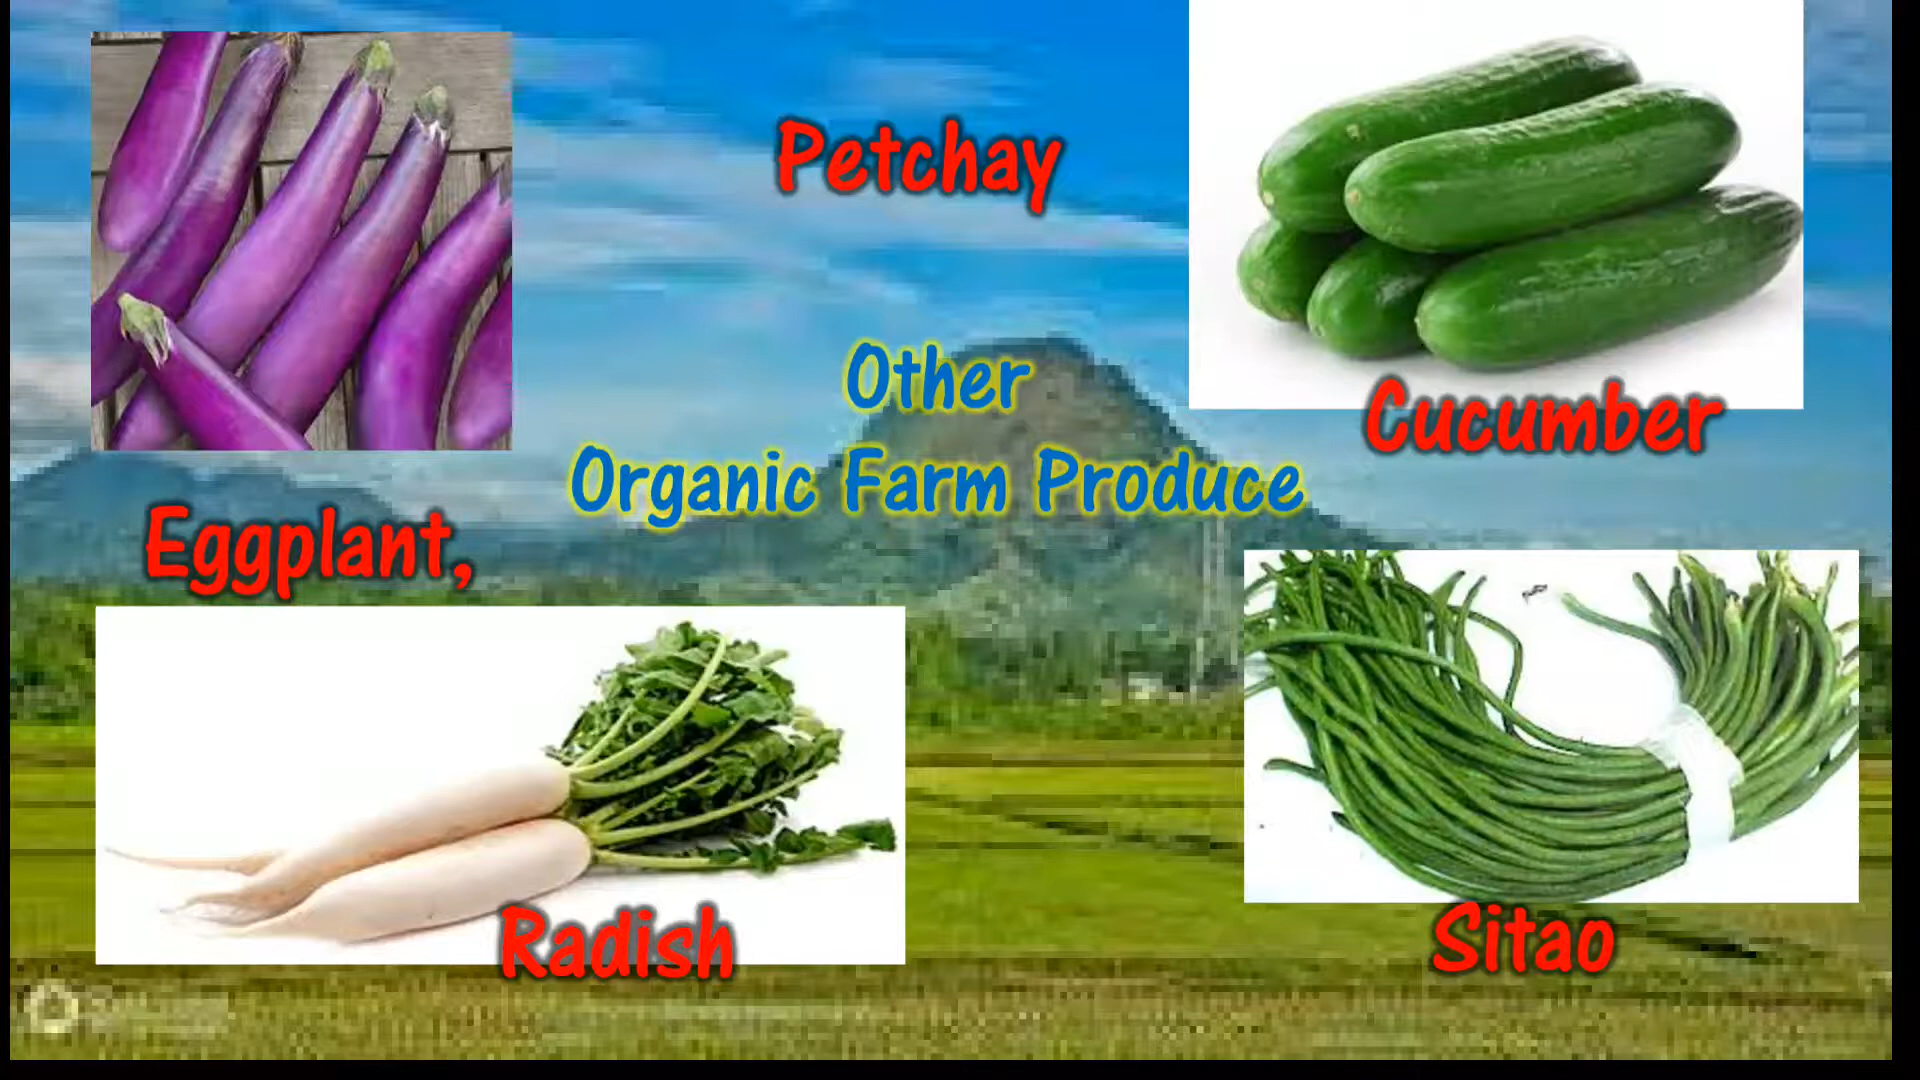 Petchay
Other
Organic Farm Produce
Cucumber
Eggplant,
Radish
Sitao